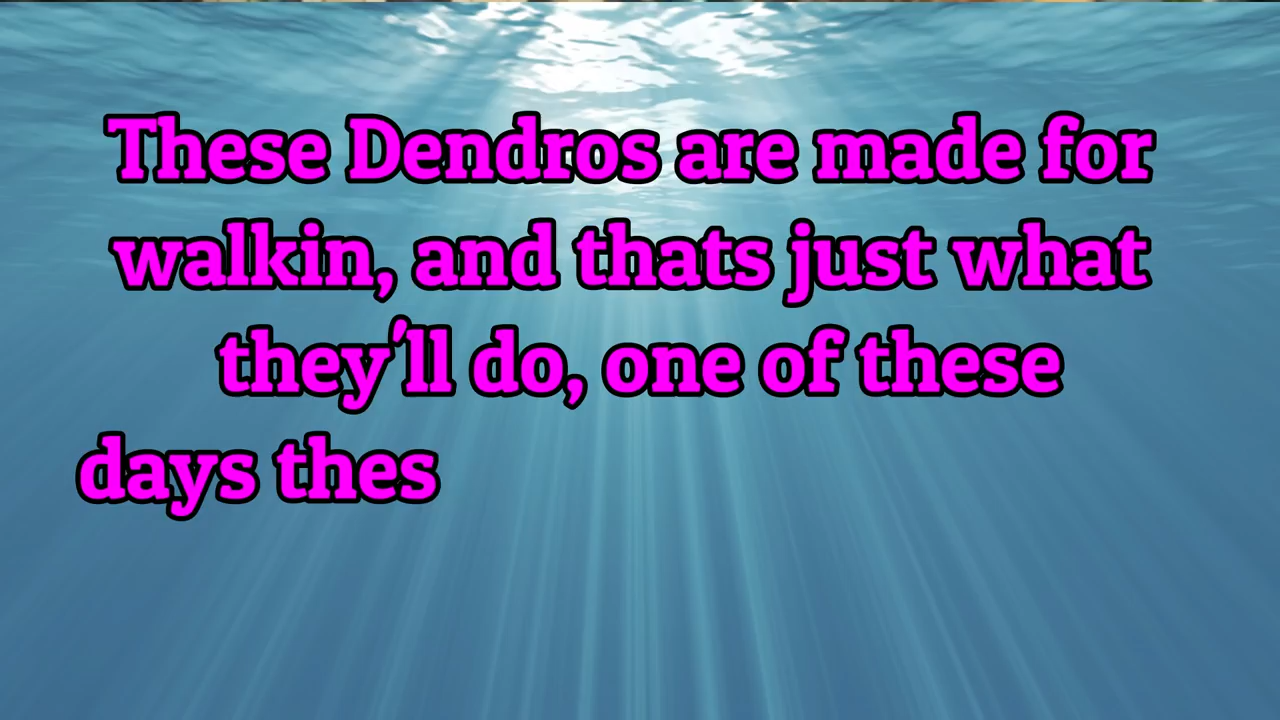 These Dendros are made for
walkin, and thats just what
they'll do, one of these
days thes